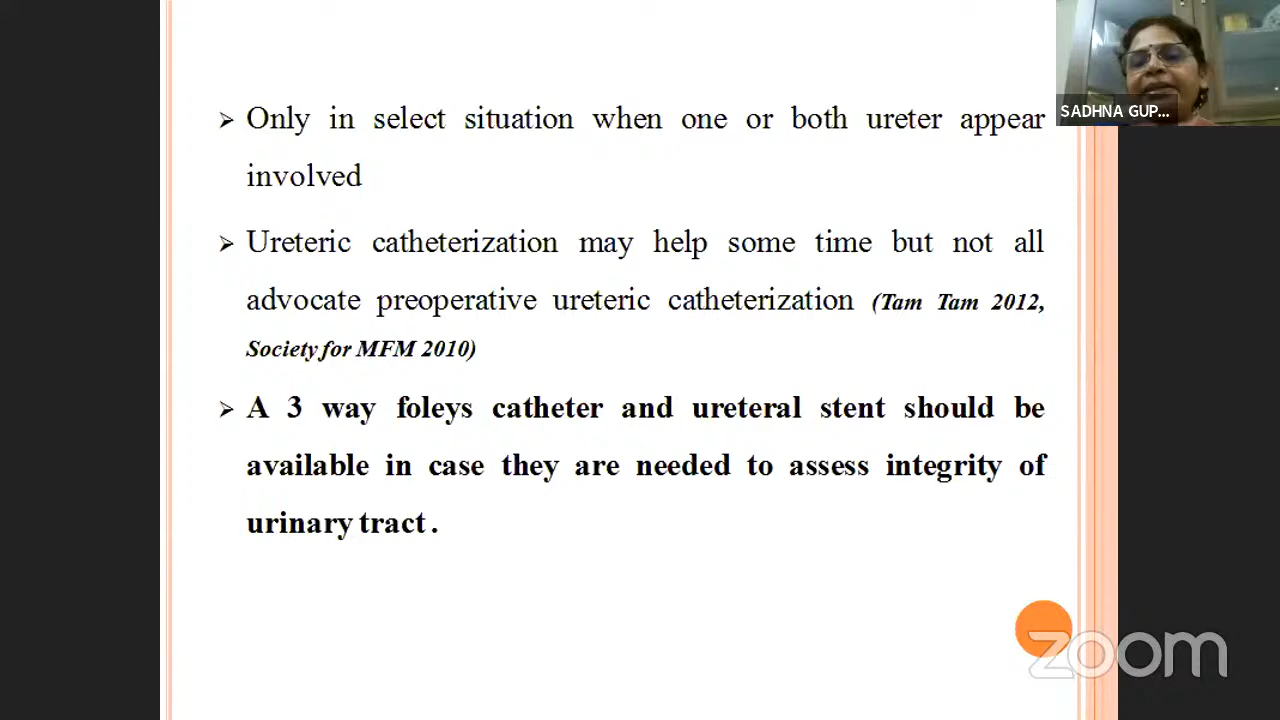 SADHNA GUP...
➢ Only in select situation when one or both ureter appear
involved
➢ Ureteric catheterization may help some time but not all
advocate preoperative ureteric catheterization (Tam Tam 2012,
Society for MFM 2010)
➢ A 3 way foleys catheter and ureteral stent should be
available in case they are needed to assess integrity of
urinary tract .
zoom